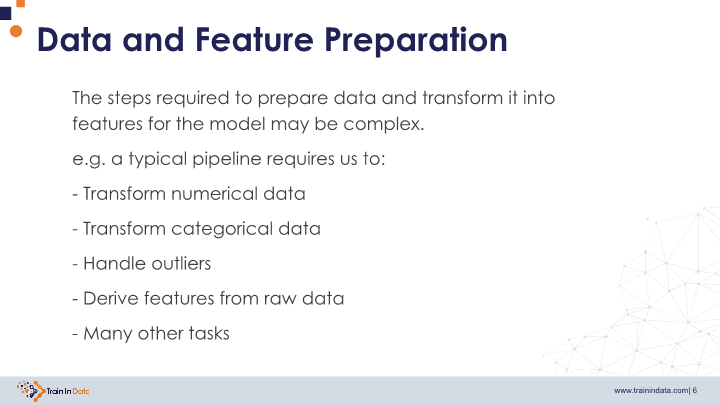 Data and Feature Preparation
The steps required to prepare data and transform it into
features for the model may be complex.
e.g. a typical pipeline requires us to:
- Transform numerical data
- Transform categorical data
- Handle outliers
- Derive features from raw data
- Many other tasks
Train In Data
www.trainindata.com| 6